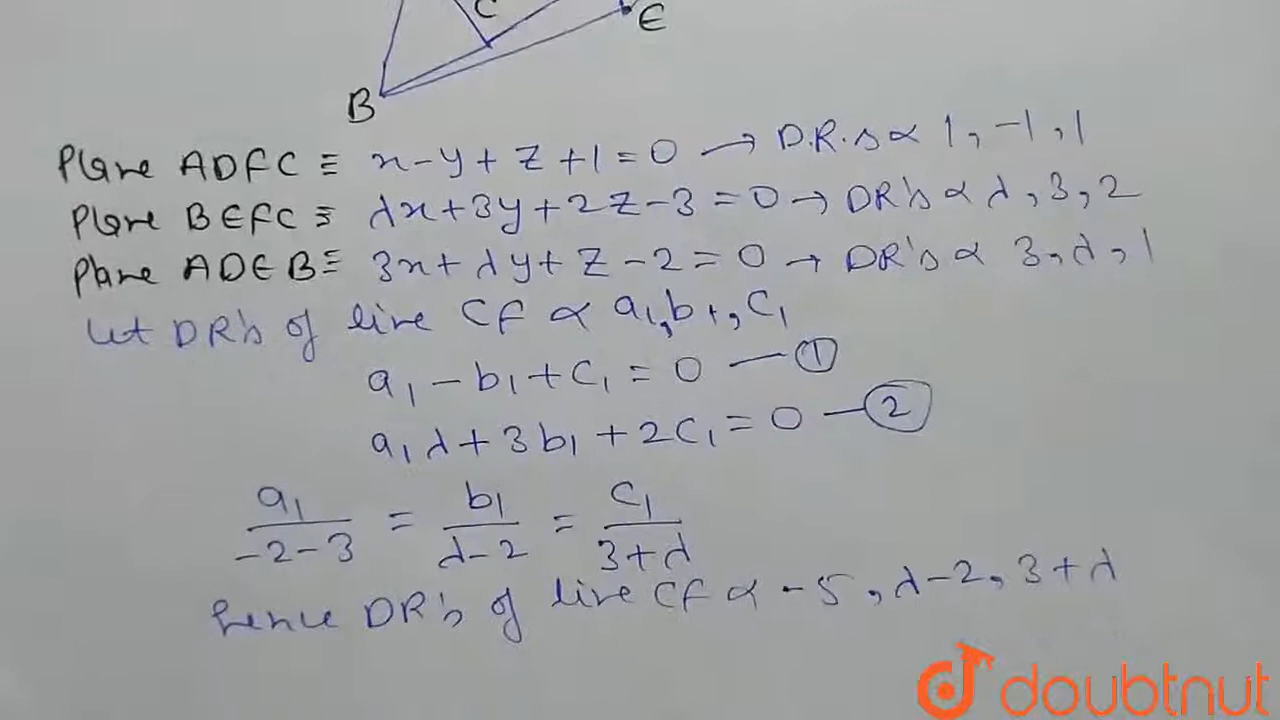 C
E
B
Plane ADFC ≡ x-y+z+1=0 → D.R.s ∝ 1, -1, 1
Plane BEFC ≡ λx+3y+2z-3=0 → DR's ∝ λ, 3, 2
Plane ADEB ≡ 3x+λy+z-2=0 → DR's ∝ 3, λ, 1
let DR's of line CF ∝ a₁, b₁, c₁
a₁-b₁+c₁=0 — ①
a₁λ+3b₁+2c₁=0 — ②
a₁/(-2-3) = b₁/(λ-2) = c₁/(3+λ)
hence DR's of line CF ∝ -5, λ-2, 3+λ
doubtnut